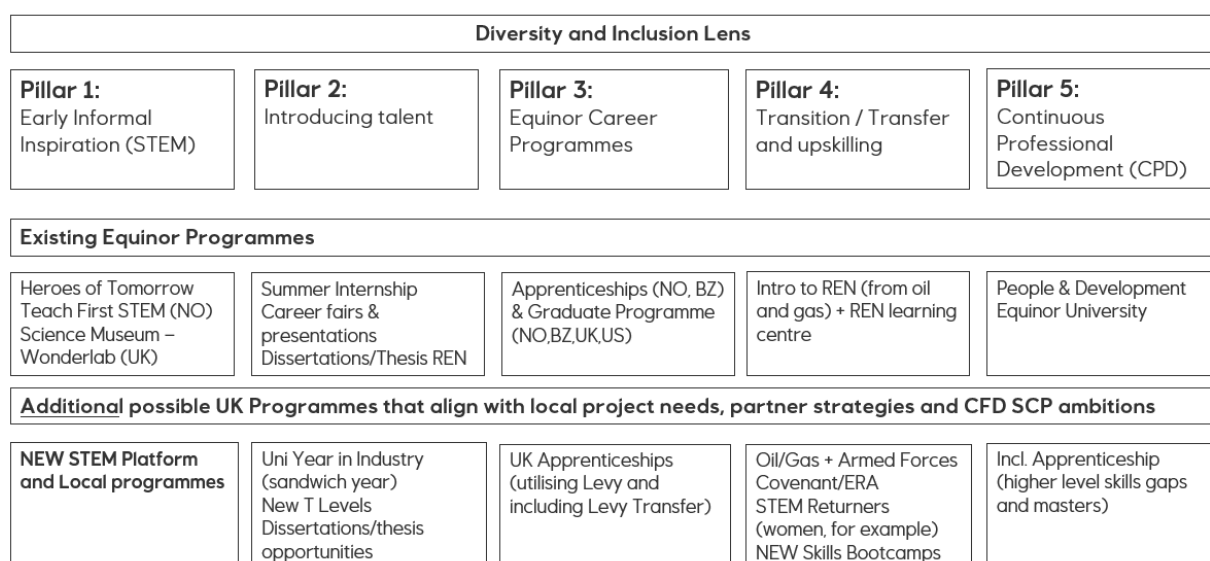 Diversity and Inclusion Lens
Pillar 1:
Early Informal
Inspiration (STEM)
Pillar 2:
Introducing talent
Pillar 3:
Equinor Career
Programmes
Pillar 4:
Transition / Transfer
and upskilling
Pillar 5:
Continuous
Professional
Development (CPD)
Existing Equinor Programmes
Heroes of Tomorrow
Teach First STEM (NO)
Science Museum –
Wonderlab (UK)
Summer Internship
Career fairs &
presentations
Dissertations/Thesis REN
Apprenticeships (NO, BZ)
& Graduate Programme
(NO,BZ,UK,US)
Intro to REN (from oil
and gas) + REN learning
centre
People & Development
Equinor University
Additional possible UK Programmes that align with local project needs, partner strategies and CFD SCP ambitions
NEW STEM Platform
and Local programmes
Uni Year in Industry
(sandwich year)
New T Levels
Dissertations/thesis
opportunities
UK Apprenticeships
(utilising Levy and
including Levy Transfer)
Oil/Gas + Armed Forces
Covenant/ERA
STEM Returners
(women, for example)
NEW Skills Bootcamps
Incl. Apprenticeship
(higher level skills gaps
and masters)